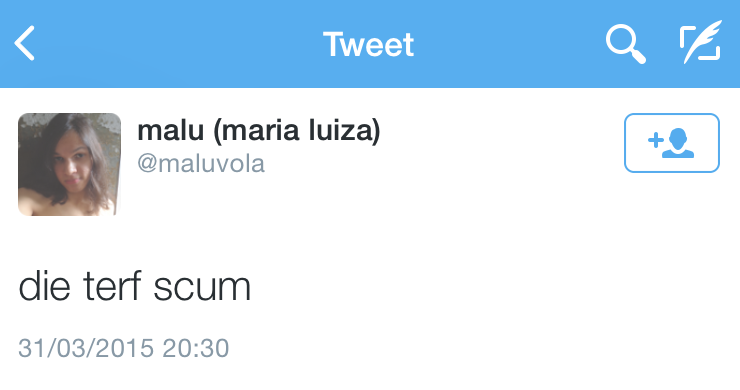 Tweet
malu (maria luiza)
@maluvola
die terf scum
31/03/2015 20:30